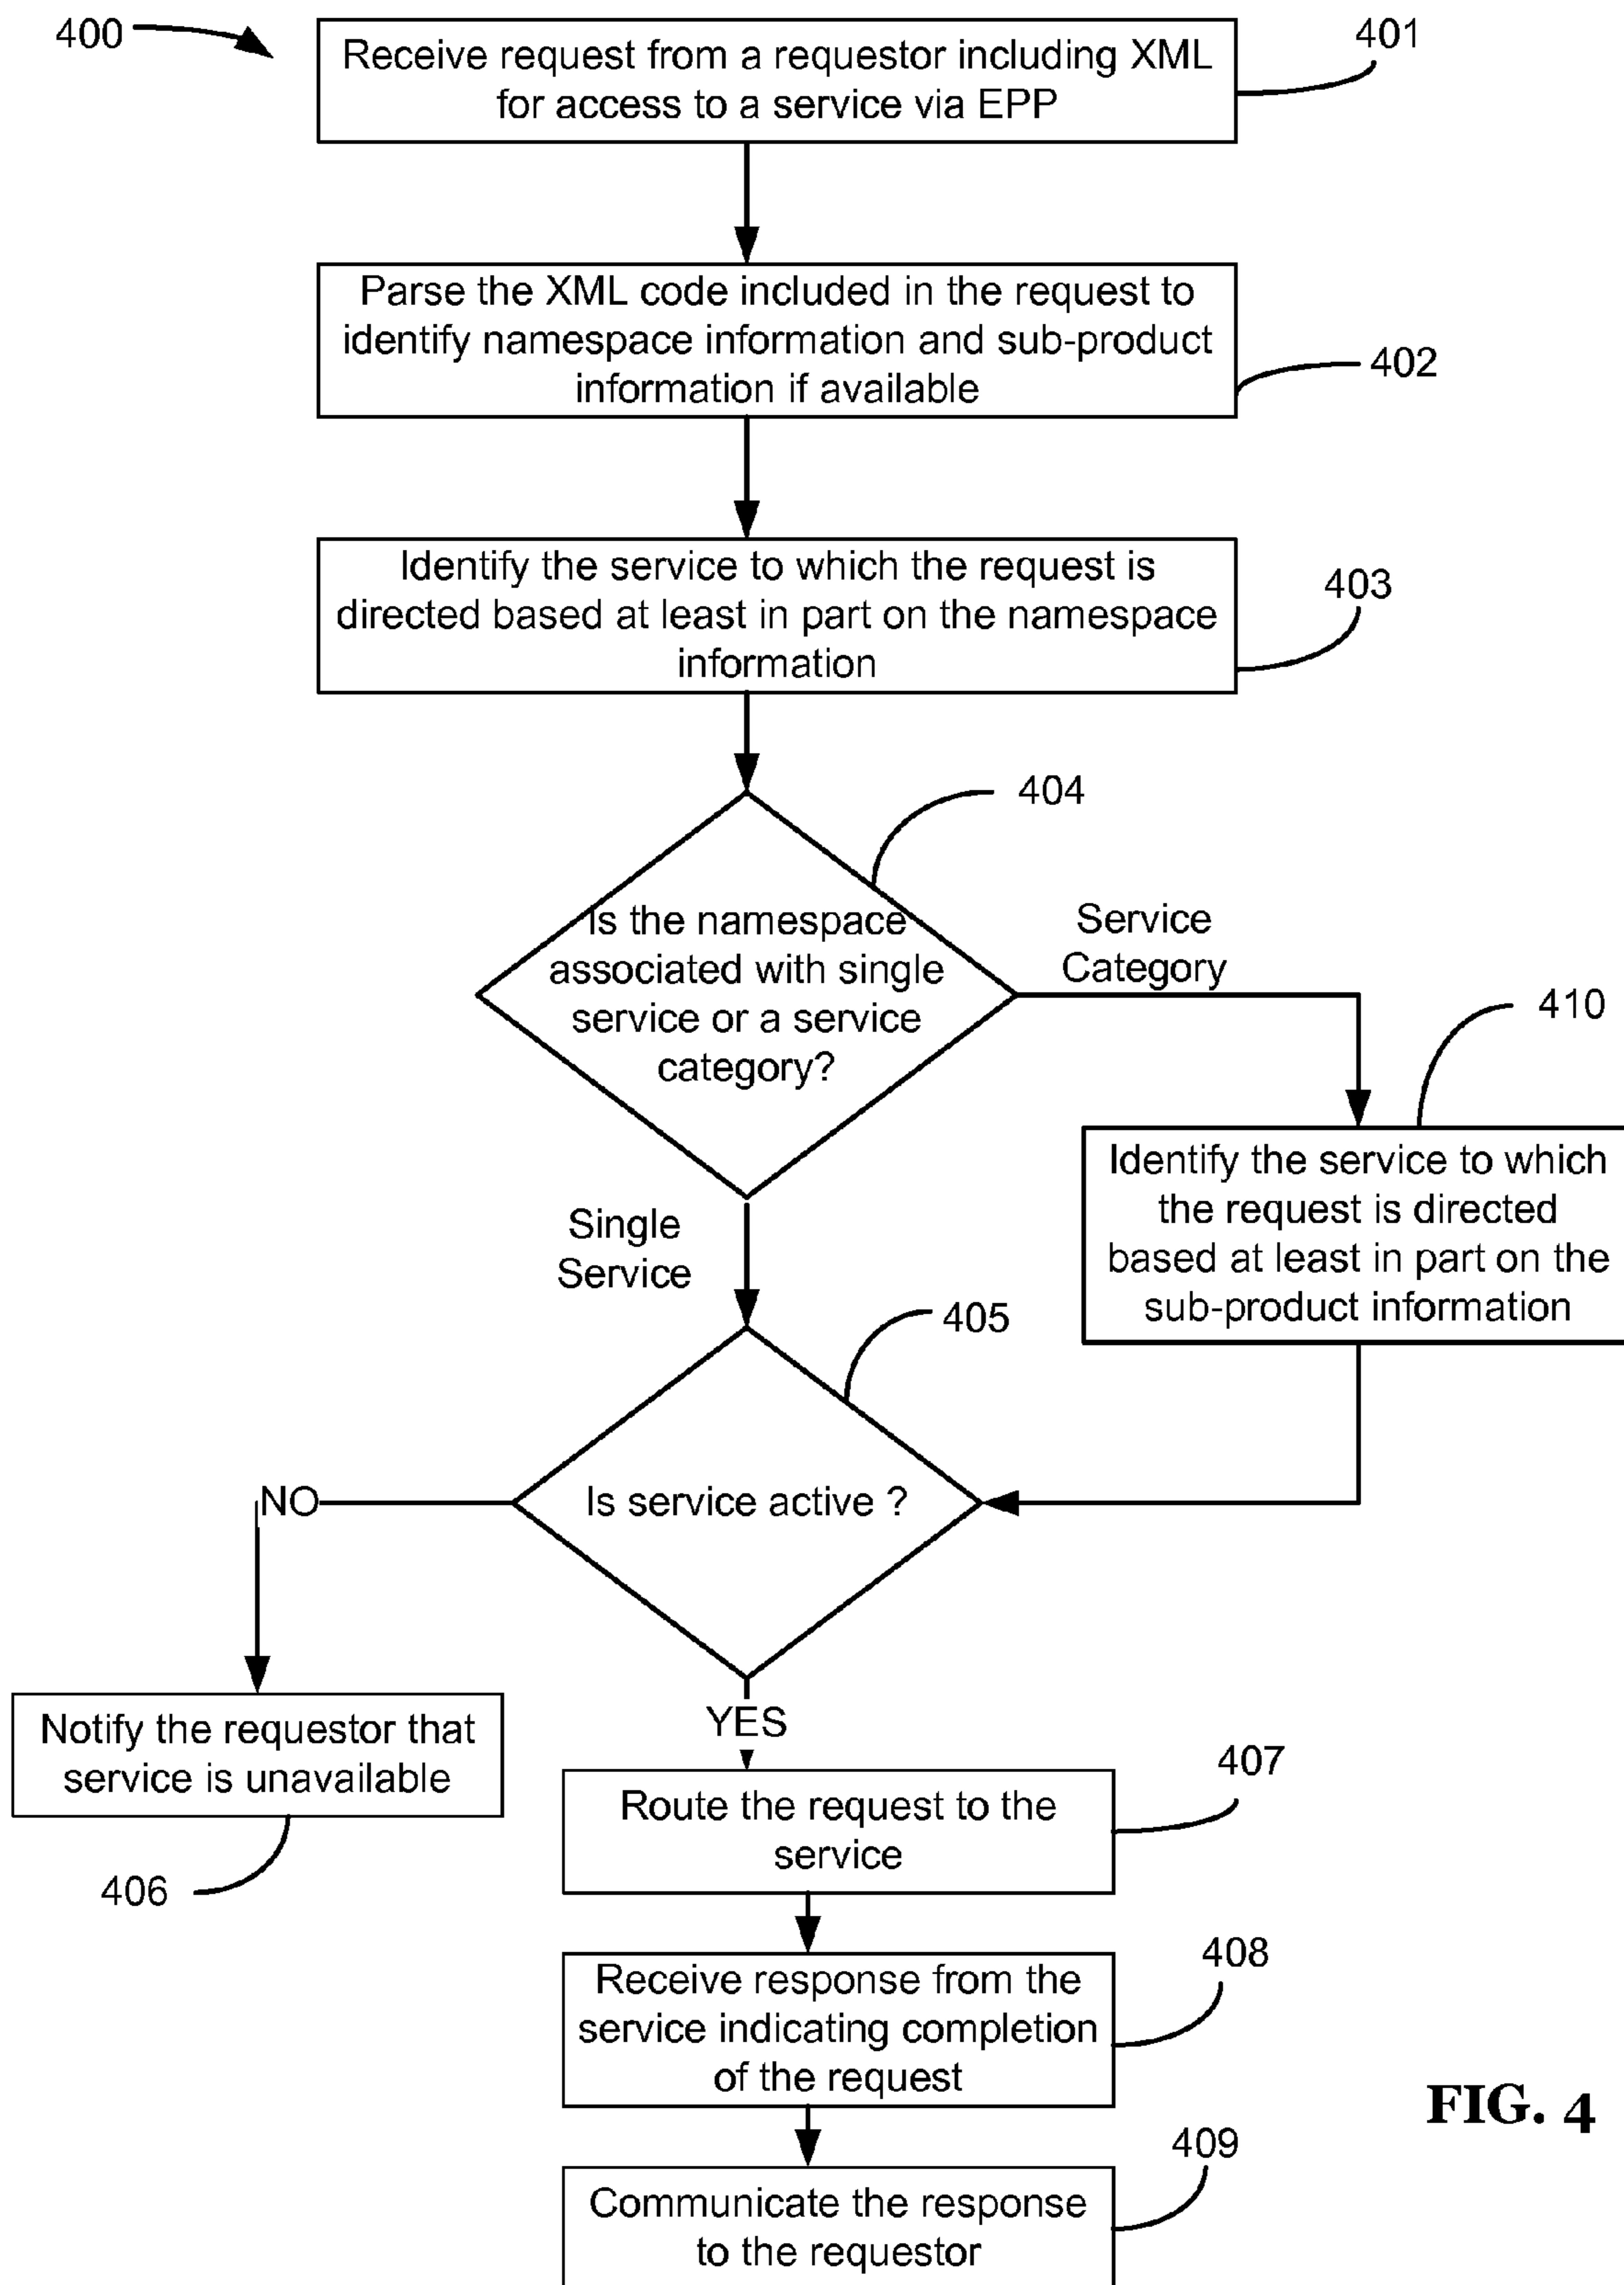 400
Receive request from a requestor including XML
for access to a service via EPP
401
Parse the XML code included in the request to
identify namespace information and sub-product
information if available
402
Identify the service to which the request is
directed based at least in part on the namespace
information
403
404
Is the namespace
associated with single
service or a service
category?
Service
Category
410
Identify the service to which
the request is directed
based at least in part on the
sub-product information
Single
Service
405
Is service active ?
NO
YES
Notify the requestor that
service is unavailable
406
Route the request to the
service
407
Receive response from the
service indicating completion
of the request
408
Communicate the response
to the requestor
409
FIG. 4